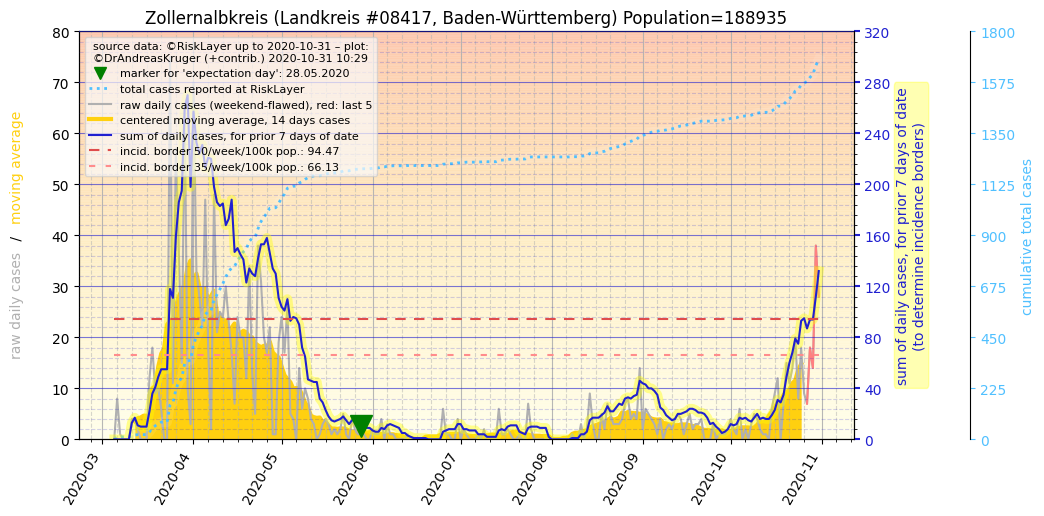 Zollernalbkreis (Landkreis #08417, Baden-Württemberg) Population=188935
source data: ©RiskLayer up to 2020-10-31 – plot:
©DrAndreasKruger (+contrib.) 2020-10-31 10:29
marker for 'expectation day': 28.05.2020
total cases reported at RiskLayer
raw daily cases (weekend-flawed), red: last 5
centered moving average, 14 days cases
sum of daily cases, for prior 7 days of date
incid. border 50/week/100k pop.: 94.47
incid. border 35/week/100k pop.: 66.13
raw daily cases / moving average
80
70
60
50
40
30
20
10
0
2020-03
2020-04
2020-05
2020-06
2020-07
2020-08
2020-09
2020-10
2020-11
320
280
240
200
160
120
80
40
0
sum of daily cases, for prior 7 days of date
(to determine incidence borders)
1800
1575
1350
1125
900
675
450
225
0
cumulative total cases